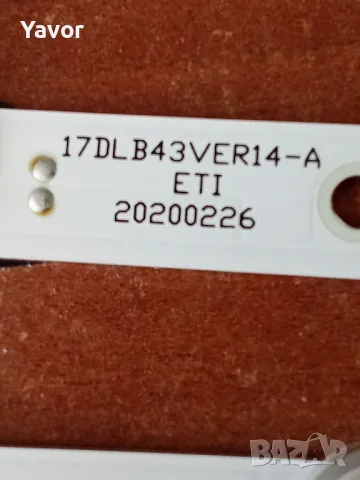 Yavor
17DLB43VER14-A
ETI
20200226
BAZAR